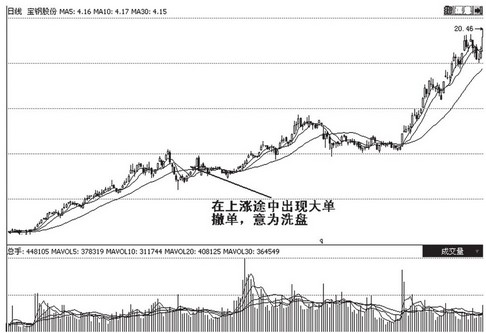 日线 宝钢股份 MA5: 4.16 MA10: 4.17 MA30: 4.15
20.46
在上涨途中出现大单
撤单，意为洗盘
9
总手: 448105 MAVOL5: 378319 MAVOL10: 311744 MAVOL20: 408125 MAVOL30: 364549
成交量